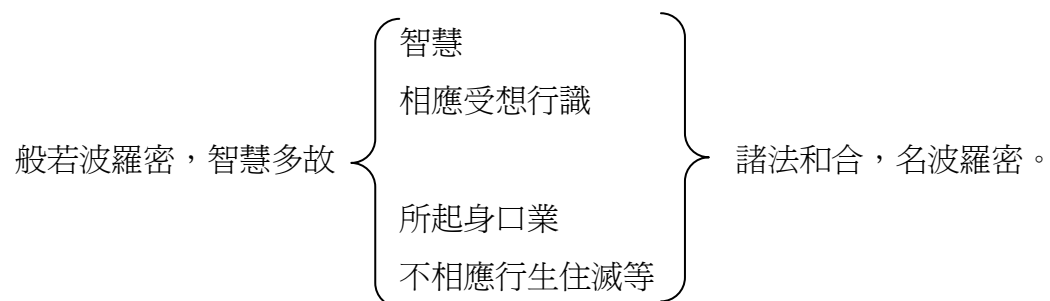 智慧
相應受想行識
般若波羅密，智慧多故
諸法和合，名波羅密。
所起身口業
不相應行生住滅等